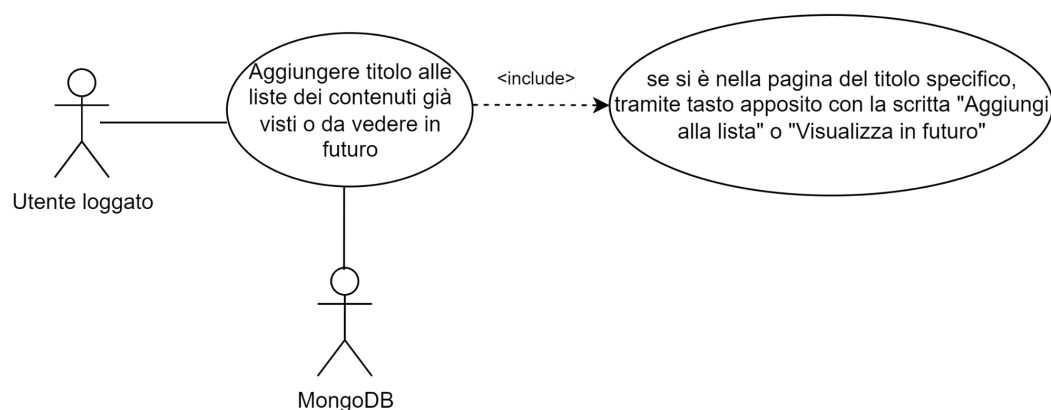 Aggiungere titolo alle
liste dei contenuti già
visti o da vedere in
futuro
<include>
se si è nella pagina del titolo specifico,
tramite tasto apposito con la scritta "Aggiungi
alla lista" o "Visualizza in futuro"
Utente loggato
MongoDB